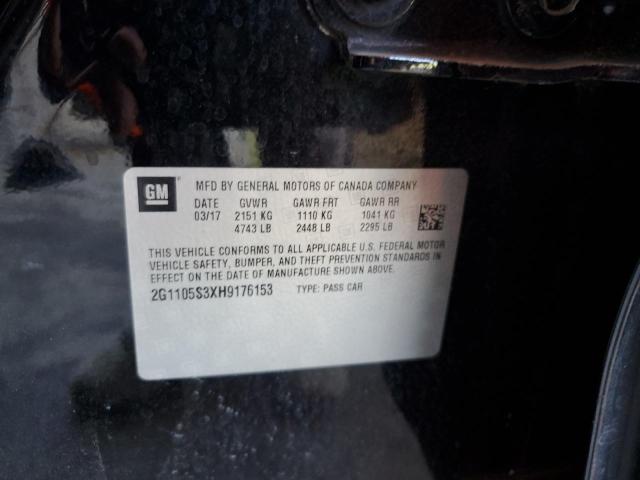 GM
MFD BY GENERAL MOTORS OF CANADA COMPANY
DATE GVWR GAWR FRT GAWR RR
03/17 2151 KG 1110 KG 1041 KG
4743 LB 2448 LB 2295 LB
THIS VEHICLE CONFORMS TO ALL APPLICABLE U.S. FEDERAL MOTOR
VEHICLE SAFETY, BUMPER, AND THEFT PREVENTION STANDARDS IN
EFFECT ON THE DATE OF MANUFACTURE SHOWN ABOVE.
2G1105S3XH9176153 TYPE: PASS CAR